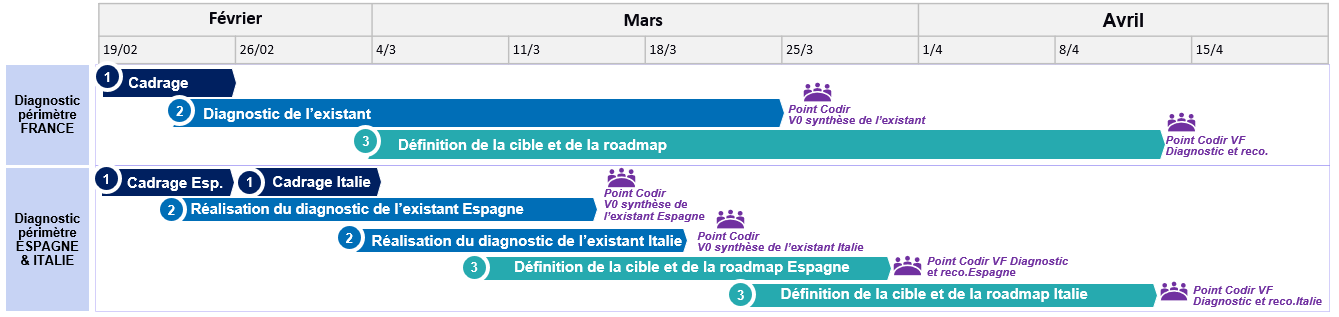 Février
Mars
Avril
19/02
26/02
4/3
11/3
18/3
25/3
1/4
8/4
15/4
Diagnostic
périmètre
FRANCE
1 Cadrage
2 Diagnostic de l'existant
Point Codir
V0 synthèse de l'existant
3 Définition de la cible et de la roadmap
Point Codir VF
Diagnostic et reco.
Diagnostic
périmètre
ESPAGNE
& ITALIE
1 Cadrage Esp.
1 Cadrage Italie
2 Réalisation du diagnostic de l'existant Espagne
Point Codir
V0 synthèse de
l'existant Espagne
2 Réalisation du diagnostic de l'existant Italie
Point Codir
V0 synthèse de l'existant Italie
3 Définition de la cible et de la roadmap Espagne
Point Codir VF Diagnostic
et reco.Espagne
3 Définition de la cible et de la roadmap Italie
Point Codir VF
Diagnostic et reco.Italie